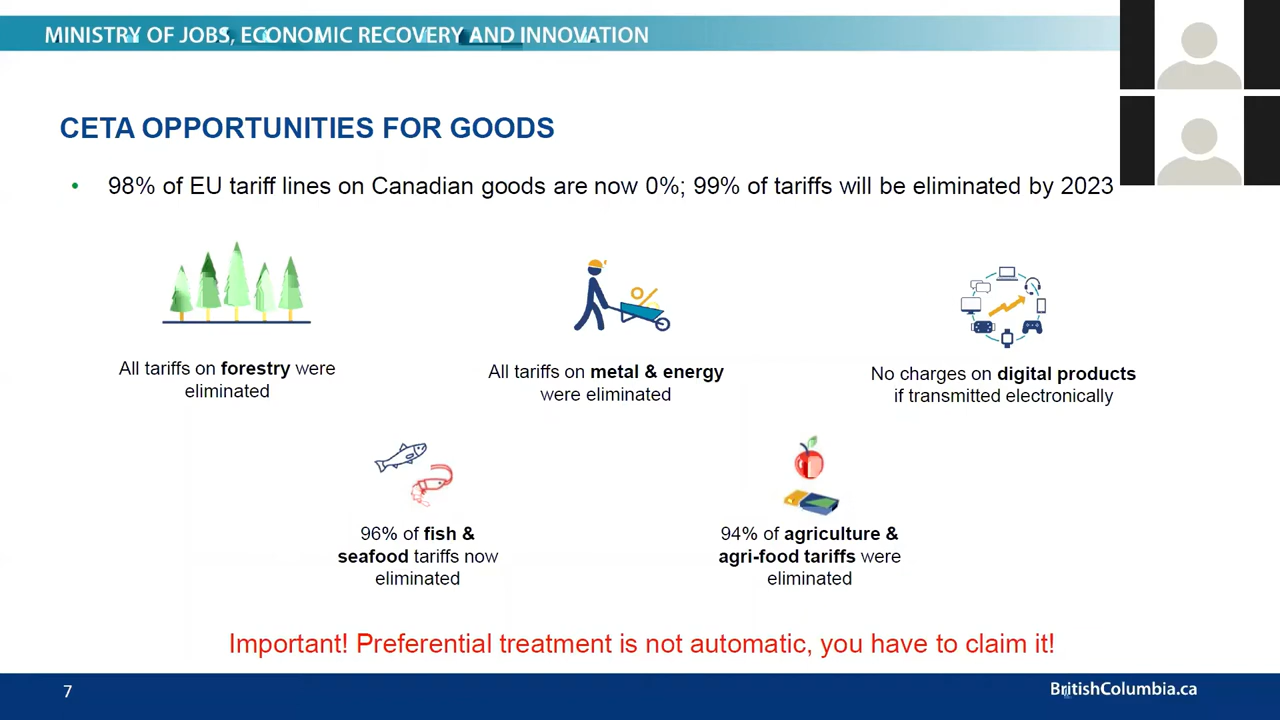 MINISTRY OF JOBS, ECONOMIC RECOVERY AND INNOVATION
CETA OPPORTUNITIES FOR GOODS
• 98% of EU tariff lines on Canadian goods are now 0%; 99% of tariffs will be eliminated by 2023
All tariffs on forestry were
eliminated
All tariffs on metal & energy
were eliminated
No charges on digital products
if transmitted electronically
96% of fish &
seafood tariffs now
eliminated
94% of agriculture &
agri-food tariffs were
eliminated
Important! Preferential treatment is not automatic, you have to claim it!
7
BritishColumbia.ca